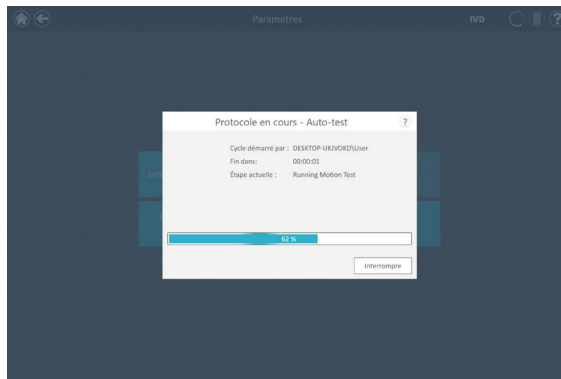 Paramètres
IVD
?
Protocole en cours - Auto-test
?
Cycle démarré par : DESKTOP-UKJVOKD\User
Fin dans: 00:00:01
Étape actuelle : Running Motion Test
62 %
Interrompre